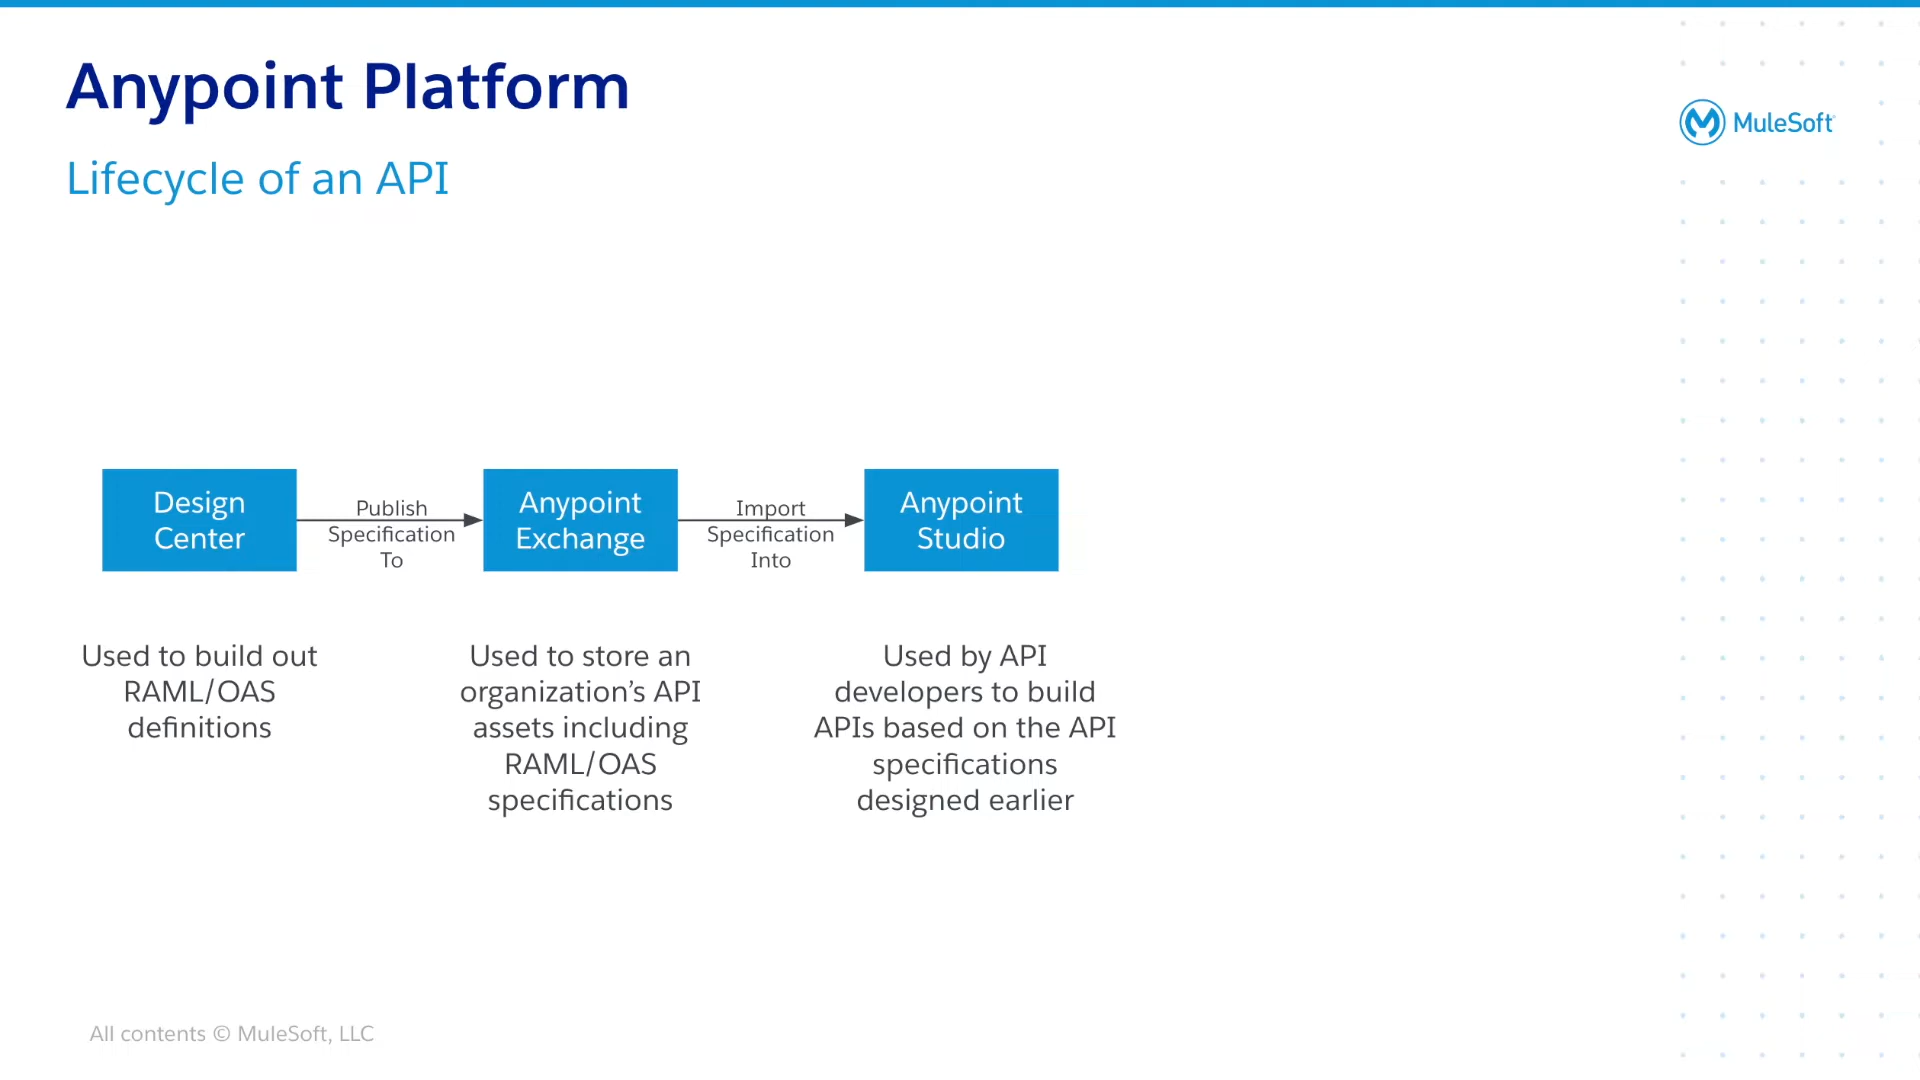 Anypoint Platform
MuleSoft
Lifecycle of an API
Design
Center
Publish
Specification
To
Anypoint
Exchange
Import
Specification
Into
Anypoint
Studio
Used to build out
RAML/OAS
definitions
Used to store an
organization’s API
assets including
RAML/OAS
specifications
Used by API
developers to build
APIs based on the API
specifications
designed earlier
All contents © MuleSoft, LLC